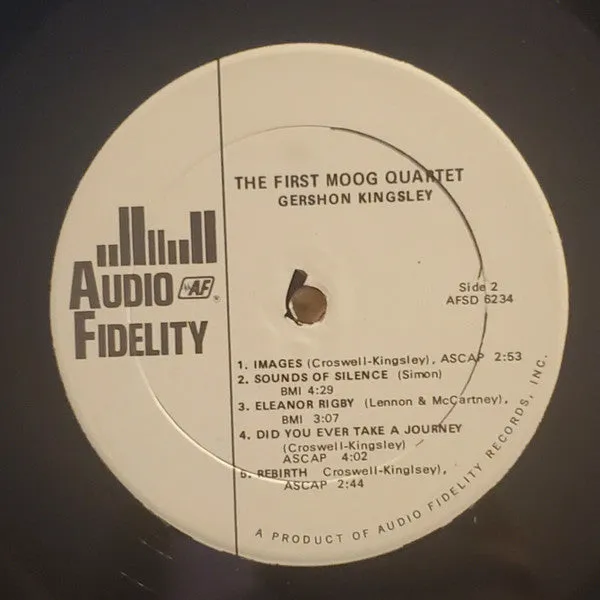 THE FIRST MOOG QUARTET
GERSHON KINGSLEY
AUDIO AF ®
FIDELITY
Side 2
AFSD 6234
1. IMAGES (Croswell-Kingsley), ASCAP 2:53
2. SOUNDS OF SILENCE (Simon)
BMI 4:29
3. ELEANOR RIGBY (Lennon & McCartney),
BMI 3:07
4. DID YOU EVER TAKE A JOURNEY
(Croswell-Kingsley)
ASCAP 4:02
5. REBIRTH Croswell-Kinglsey),
ASCAP 2:44
A PRODUCT OF AUDIO FIDELITY RECORDS, INC.